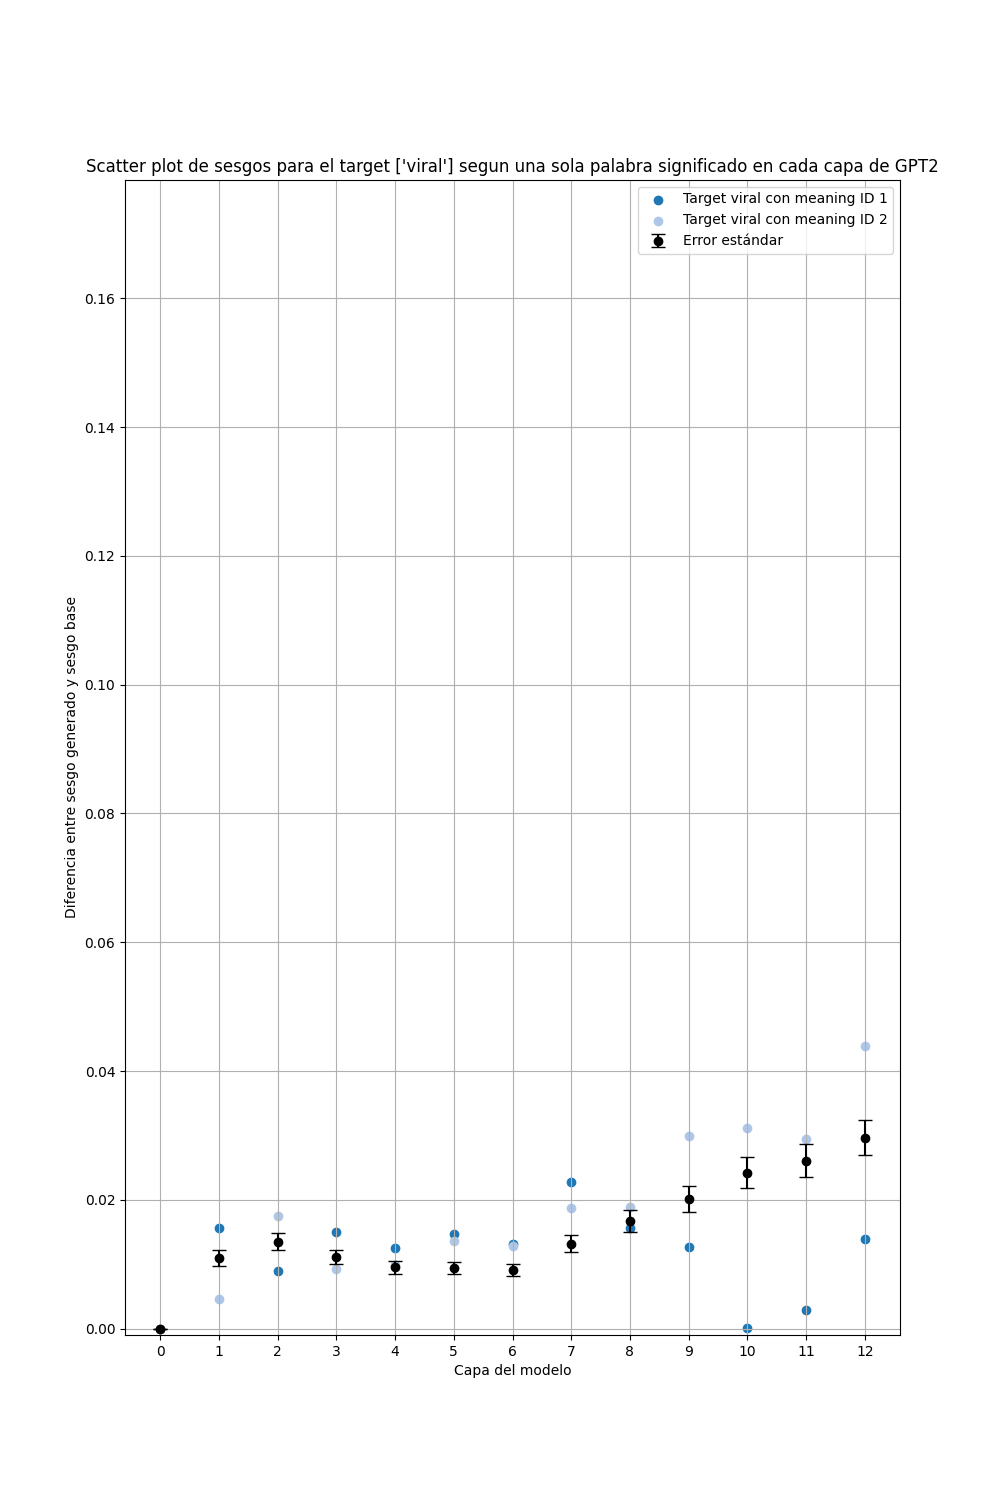 Scatter plot de sesgos para el target ['viral'] segun una sola palabra significado en cada capa de GPT2
Target viral con meaning ID 1
Target viral con meaning ID 2
Error estándar
Diferencia entre sesgo generado y sesgo base
0.16
0.14
0.12
0.10
0.08
0.06
0.04
0.02
0.00
0 1 2 3 4 5 6 7 8 9 10 11 12
Capa del modelo